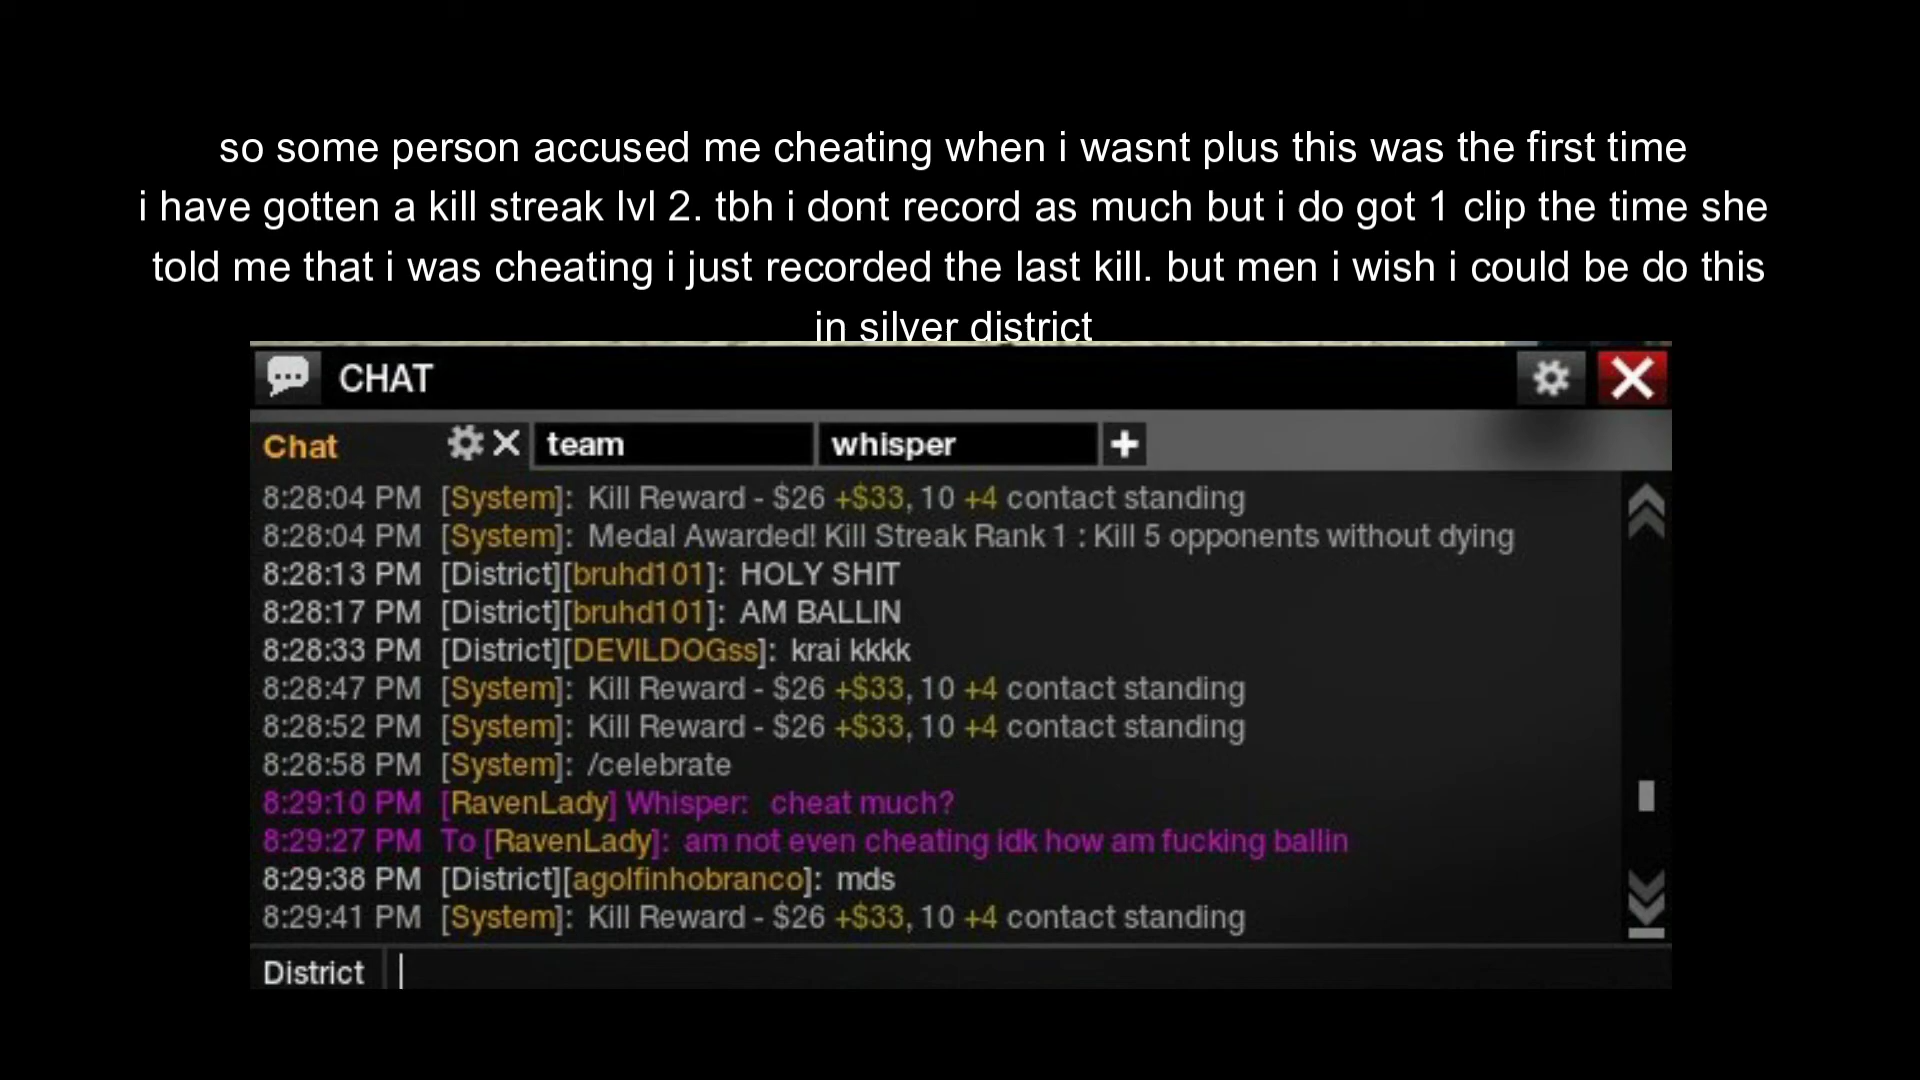 so some person accused me cheating when i wasnt plus this was the first time
i have gotten a kill streak lvl 2. tbh i dont record as much but i do got 1 clip the time she
told me that i was cheating i just recorded the last kill. but men i wish i could be do this
in silver district
CHAT
Chat team whisper
8:28:04 PM [System]: Kill Reward - $26 +$33, 10 +4 contact standing
8:28:04 PM [System]: Medal Awarded! Kill Streak Rank 1 : Kill 5 opponents without dying
8:28:13 PM [District][bruhd101]: HOLY SHIT
8:28:17 PM [District][bruhd101]: AM BALLIN
8:28:33 PM [District][DEVILDOGss]: krai kkkk
8:28:47 PM [System]: Kill Reward - $26 +$33, 10 +4 contact standing
8:28:52 PM [System]: Kill Reward - $26 +$33, 10 +4 contact standing
8:28:58 PM [System]: /celebrate
8:29:10 PM [RavenLady] Whisper: cheat much?
8:29:27 PM To [RavenLady]: am not even cheating idk how am fucking ballin
8:29:38 PM [District][agolfinhobranco]: mds
8:29:41 PM [System]: Kill Reward - $26 +$33, 10 +4 contact standing
District